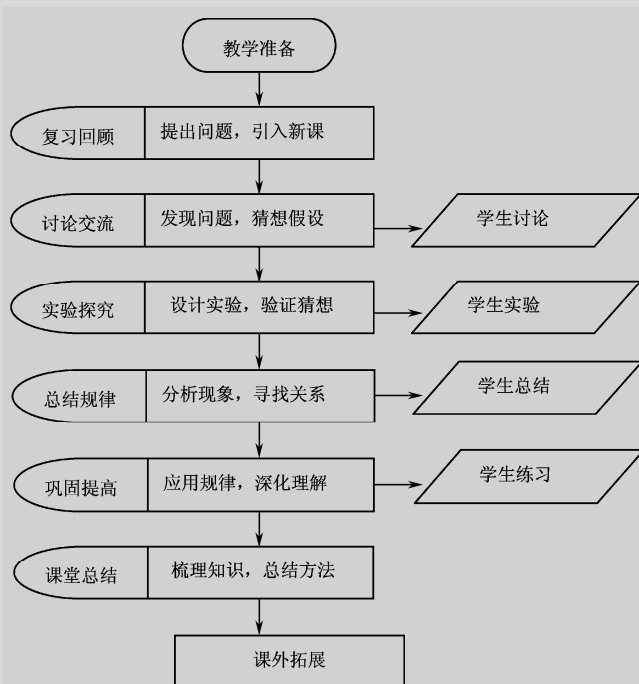 教学准备
复习回顾
提出问题，引入新课
讨论交流
发现问题，猜想假设
学生讨论
实验探究
设计实验，验证猜想
学生实验
总结规律
分析现象，寻找关系
学生总结
巩固提高
应用规律，深化理解
学生练习
课堂总结
梳理知识，总结方法
课外拓展